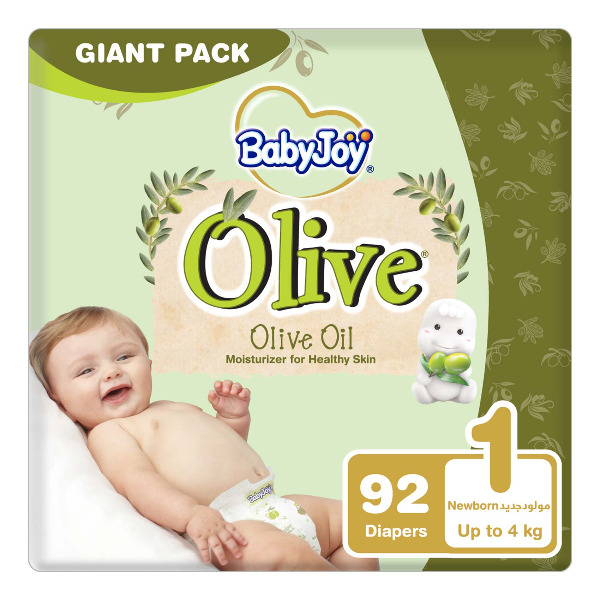 GIANT PACK
BabyJoy®
Olive®
Olive Oil
Moisturizer for Healthy Skin
BabyJoy
1
92
Diapers
Newborn مولود جديد
Up to 4 kg